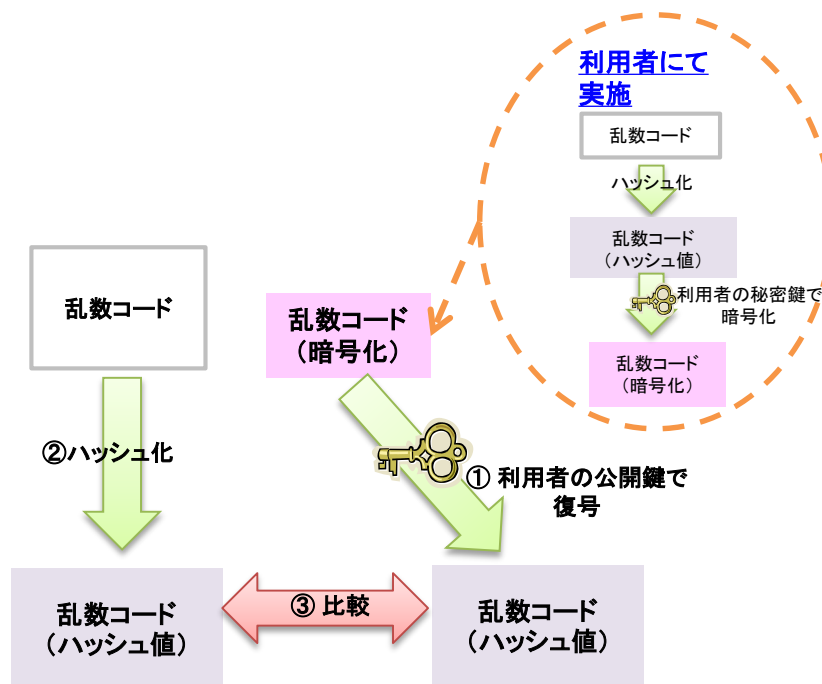 利用者にて
実施
乱数コード
ハッシュ化
乱数コード
（ハッシュ値）
利用者の秘密鍵で
暗号化
乱数コード
（暗号化）
乱数コード
乱数コード
（暗号化）
②ハッシュ化
① 利用者の公開鍵で
復号
③ 比較
乱数コード
（ハッシュ値）
乱数コード
（ハッシュ値）